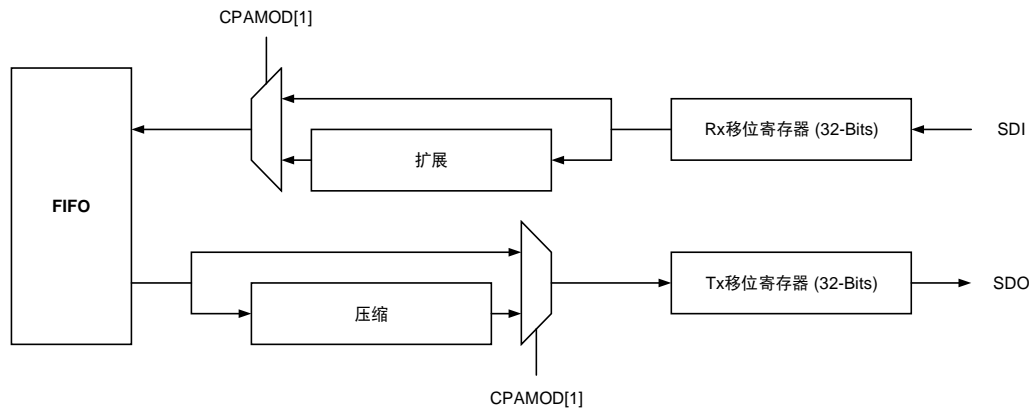 CPAMOD[1]
Rx移位寄存器 (32-Bits)
SDI
扩展
FIFO
Tx移位寄存器 (32-Bits)
SDO
压缩
CPAMOD[1]